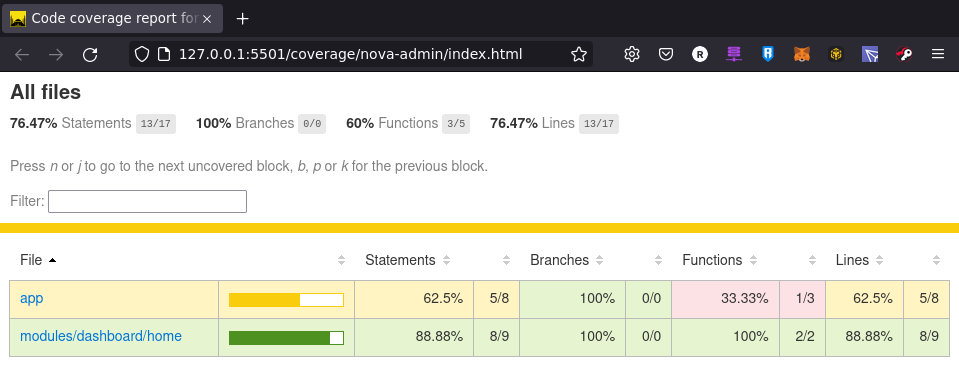 Code coverage report for
127.0.0.1:5501/coverage/nova-admin/index.html
All files
76.47% Statements 13/17 100% Branches 0/0 60% Functions 3/5 76.47% Lines 13/17
Press n or j to go to the next uncovered block, b, p or k for the previous block.
Filter:
File Statements Branches Functions Lines
app 62.5% 5/8 100% 0/0 33.33% 1/3 62.5% 5/8
modules/dashboard/home 88.88% 8/9 100% 0/0 100% 2/2 88.88% 8/9